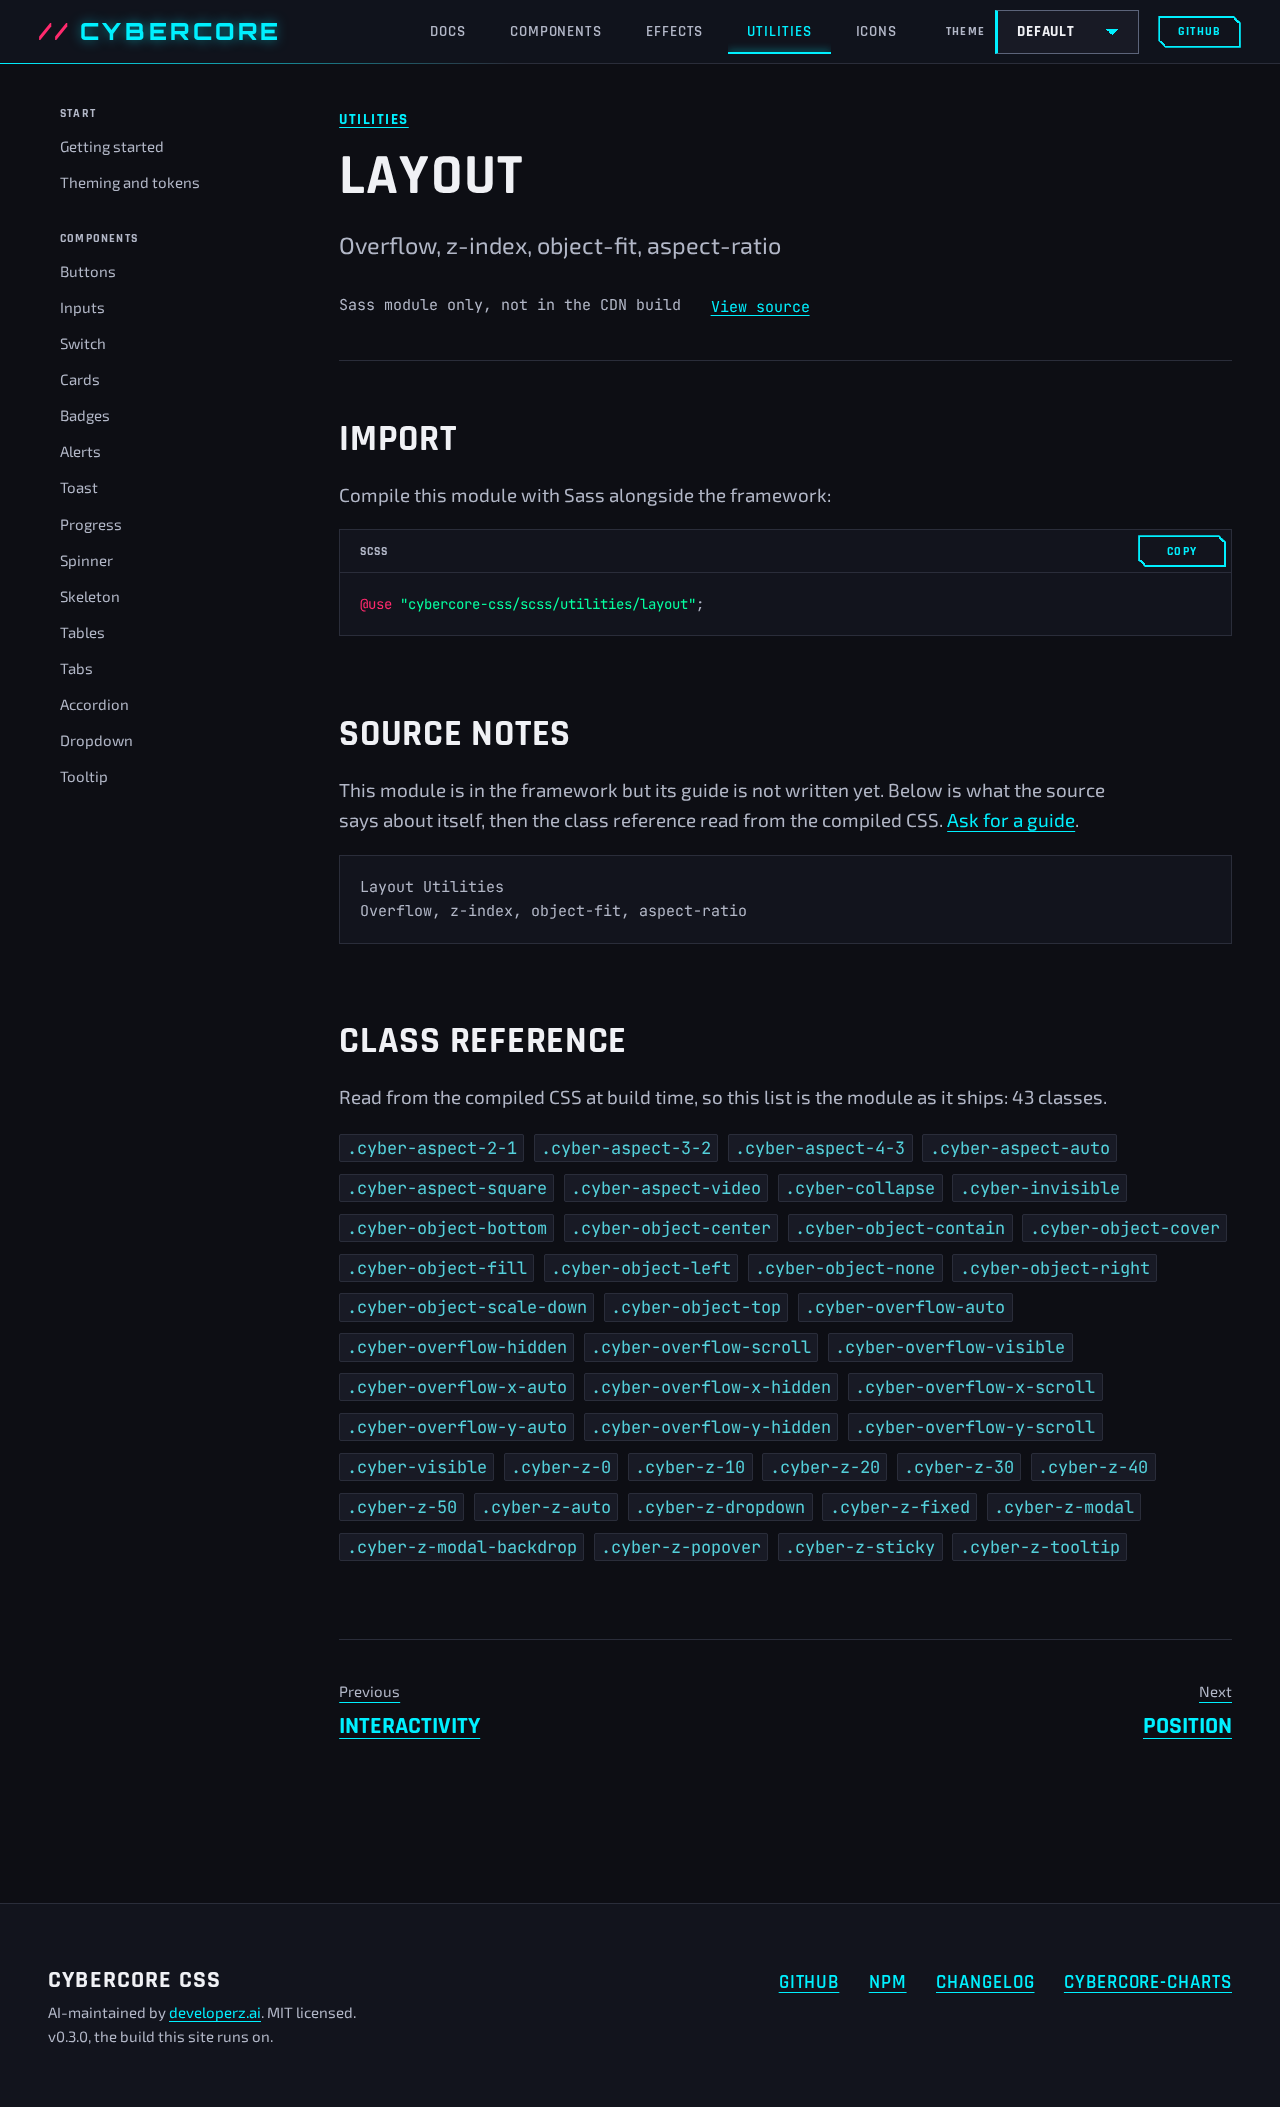 // CYBERCORE
DOCS
COMPONENTS
EFFECTS
UTILITIES
ICONS
THEME
DEFAULT
GITHUB
START
Getting started
Theming and tokens
COMPONENTS
Buttons
Inputs
Switch
Cards
Badges
Alerts
Toast
Progress
Spinner
Skeleton
Tables
Tabs
Accordion
Dropdown
Tooltip
UTILITIES
LAYOUT
Overflow, z-index, object-fit, aspect-ratio
Sass module only, not in the CDN build View source
IMPORT
Compile this module with Sass alongside the framework:
SCSS
COPY
@use "cybercore-css/scss/utilities/layout";
SOURCE NOTES
This module is in the framework but its guide is not written yet. Below is what the source
says about itself, then the class reference read from the compiled CSS. Ask for a guide.
Layout Utilities
Overflow, z-index, object-fit, aspect-ratio
CLASS REFERENCE
Read from the compiled CSS at build time, so this list is the module as it ships: 43 classes.
.cyber-aspect-2-1 .cyber-aspect-3-2 .cyber-aspect-4-3 .cyber-aspect-auto
.cyber-aspect-square .cyber-aspect-video .cyber-collapse .cyber-invisible
.cyber-object-bottom .cyber-object-center .cyber-object-contain .cyber-object-cover
.cyber-object-fill .cyber-object-left .cyber-object-none .cyber-object-right
.cyber-object-scale-down .cyber-object-top .cyber-overflow-auto
.cyber-overflow-hidden .cyber-overflow-scroll .cyber-overflow-visible
.cyber-overflow-x-auto .cyber-overflow-x-hidden .cyber-overflow-x-scroll
.cyber-overflow-y-auto .cyber-overflow-y-hidden .cyber-overflow-y-scroll
.cyber-visible .cyber-z-0 .cyber-z-10 .cyber-z-20 .cyber-z-30 .cyber-z-40
.cyber-z-50 .cyber-z-auto .cyber-z-dropdown .cyber-z-fixed .cyber-z-modal
.cyber-z-modal-backdrop .cyber-z-popover .cyber-z-sticky .cyber-z-tooltip
Previous
INTERACTIVITY
Next
POSITION
CYBERCORE CSS
AI-maintained by developerz.ai. MIT licensed.
v0.3.0, the build this site runs on.
GITHUB
NPM
CHANGELOG
CYBERCORE-CHARTS